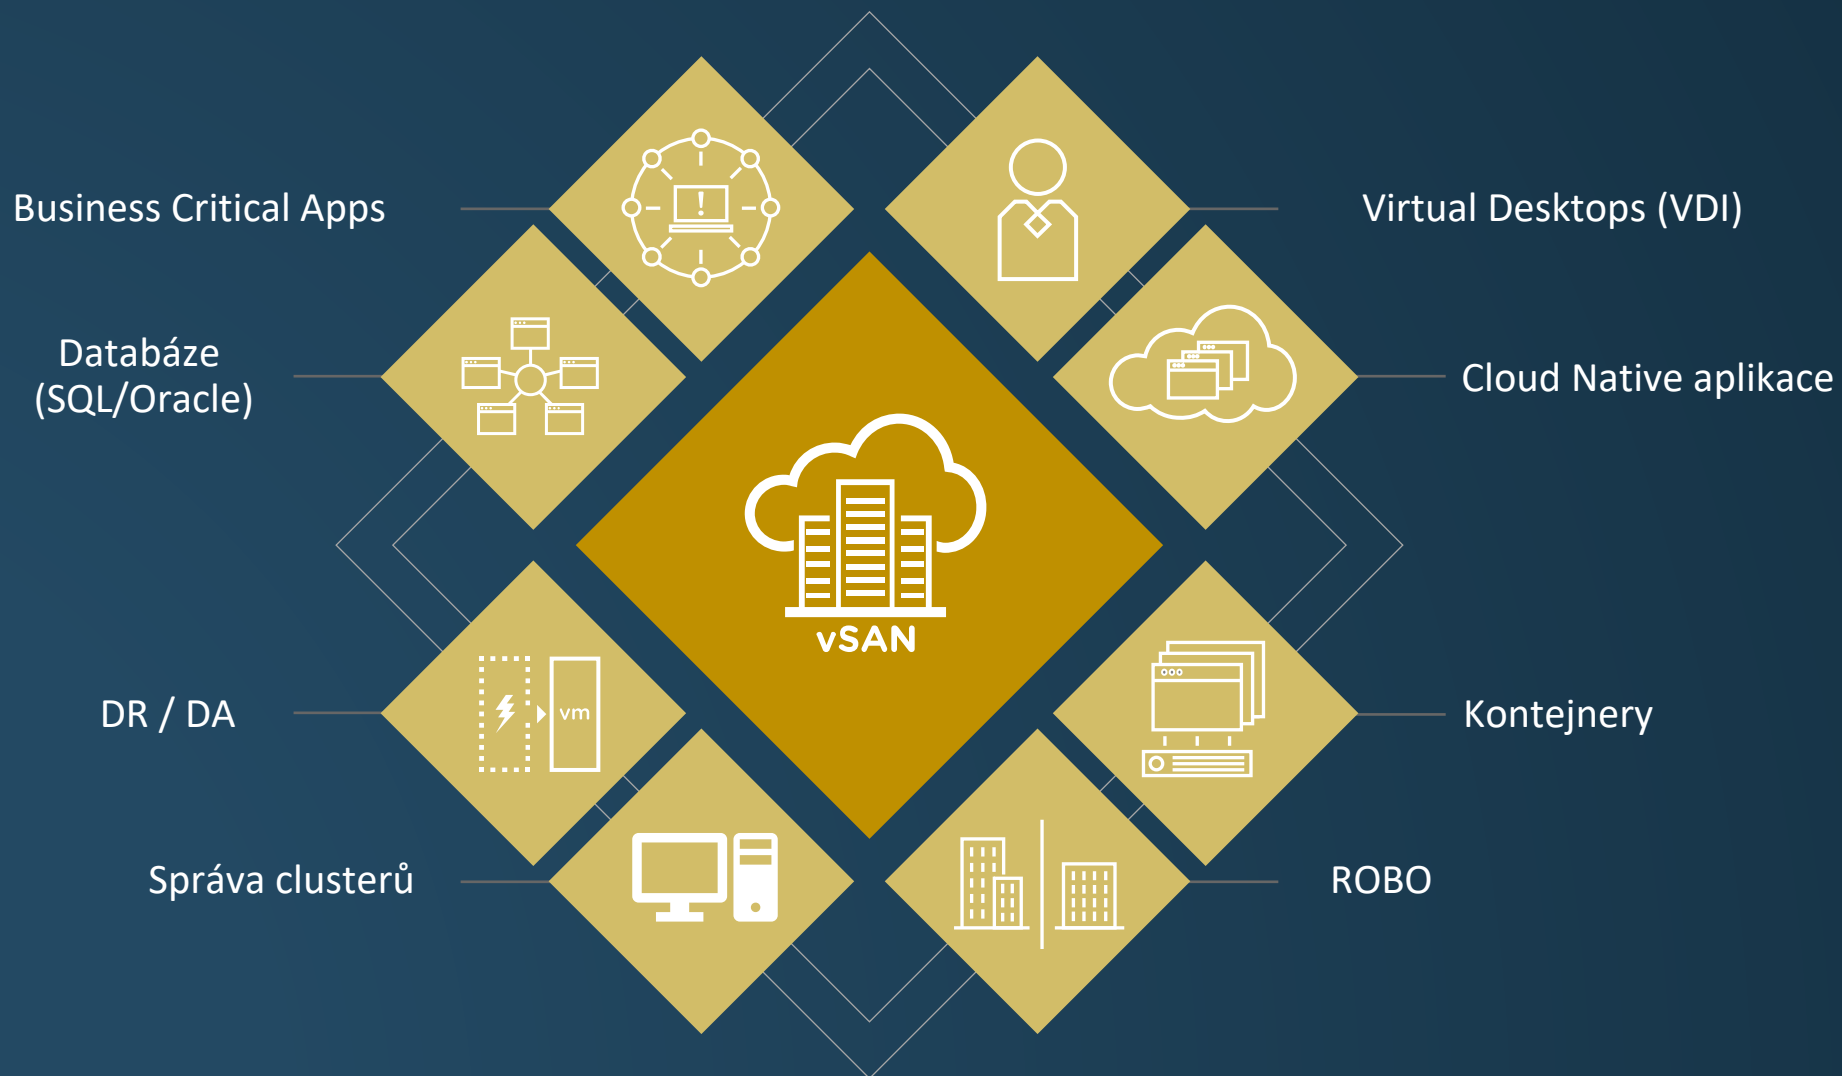 Business Critical Apps
Virtual Desktops (VDI)
Databáze
(SQL/Oracle)
Cloud Native aplikace
vSAN
DR / DA
vm
Kontejnery
Správa clusterů
ROBO